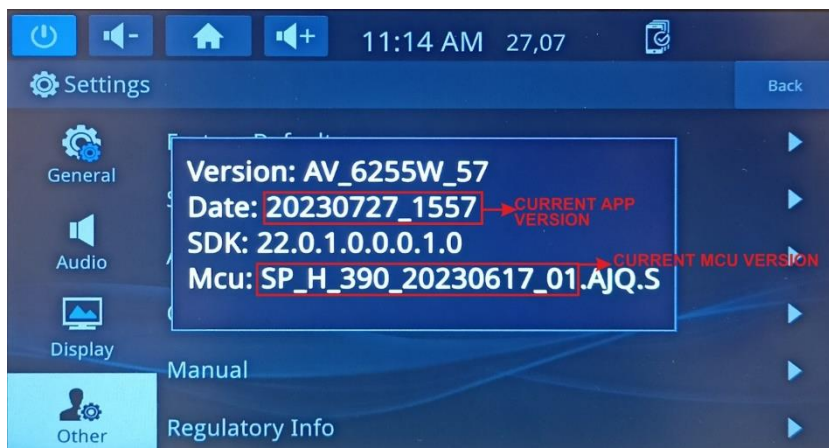 11:14 AM 27,07
Settings
Back
General
Version: AV_6255W_57
Date: 20230727_1557
CURRENT APP VERSION
SDK: 22.0.1.0.0.0.1.0
Mcu: SP_H_390_20230617_01.AJQ.S
CURRENT MCU VERSION
Audio
Display
Manual
Other
Regulatory Info